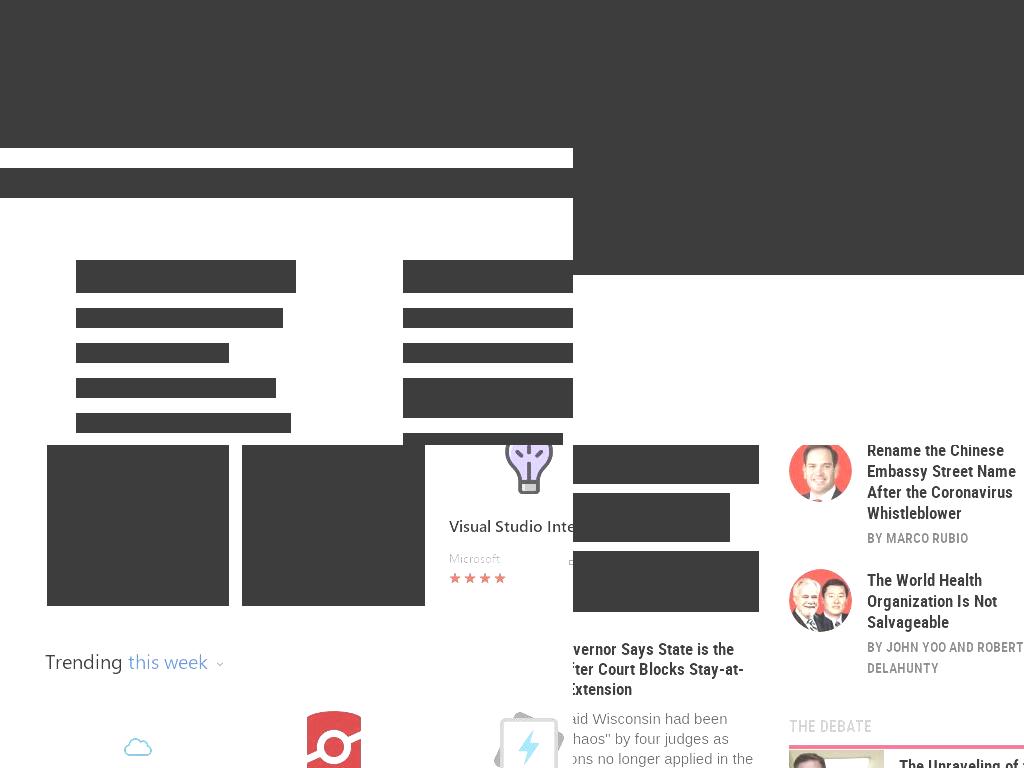 Visual Studio Inte
Microsoft
Trending this week
vernor Says State is the
fter Court Blocks Stay-at-
Extension
aid Wisconsin had been
haos" by four judges as
ons no longer applied in the
Rename the Chinese
Embassy Street Name
After the Coronavirus
Whistleblower
BY MARCO RUBIO
The World Health
Organization Is Not
Salvageable
BY JOHN YOO AND ROBERT
DELAHUNTY
THE DEBATE
The Unraveling of